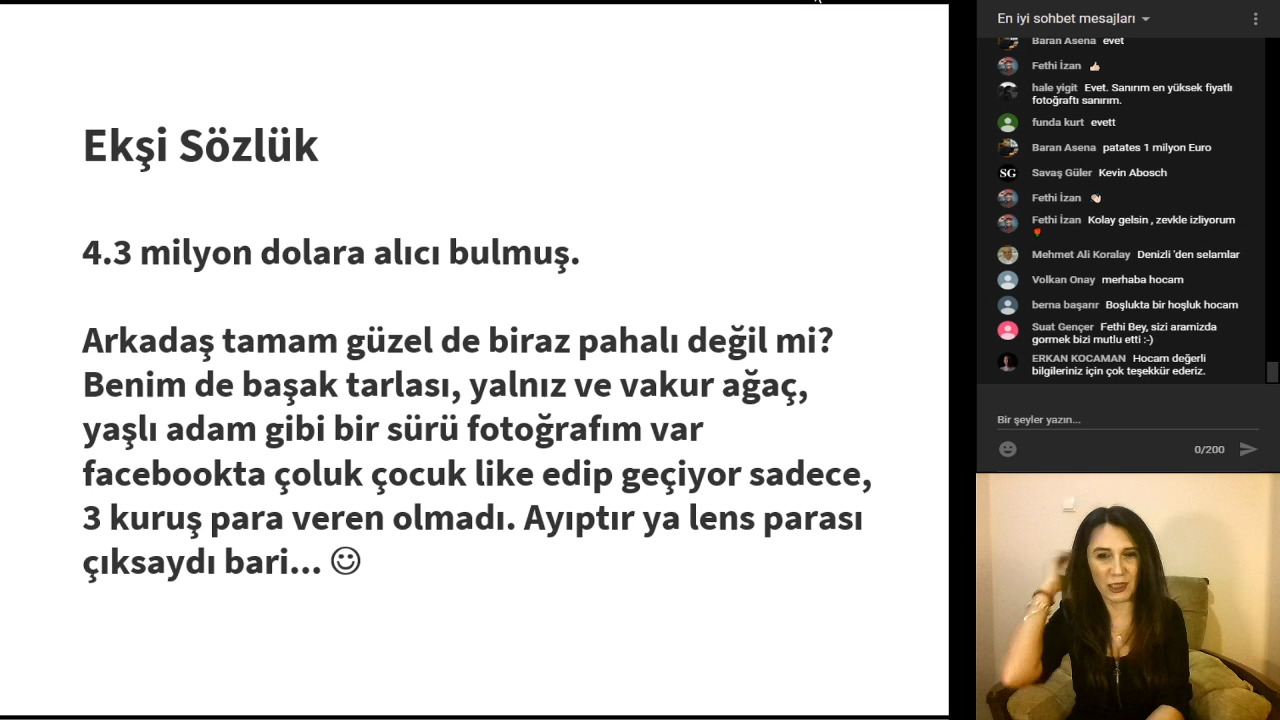 Ekşi Sözlük
4.3 milyon dolara alıcı bulmuş.
Arkadaş tamam güzel de biraz pahalı değil mi?
Benim de başak tarlası, yalnız ve vakur ağaç,
yaşlı adam gibi bir sürü fotoğrafım var
facebookta çoluk çocuk like edip geçiyor sadece,
3 kuruş para veren olmadı. Ayıptır ya lens parası
çıksaydı bari... ☺
En iyi sohbet mesajları
Baran Asena evet
Fethi İzan 👍🏻
hale yigit Evet. Sanırım en yüksek fiyatlı
fotoğraftı sanırım.
funda kurt evett
Baran Asena patates 1 milyon Euro
SG Savaş Güler Kevin Abosch
Fethi İzan 👏🏻
Fethi İzan Kolay gelsin , zevkle izliyorum
🌹
Mehmet Ali Koralay Denizli 'den selamlar
Volkan Onay merhaba hocam
berna başarır Boşlukta bir hoşluk hocam
Suat Gençer Fethi Bey, sizi aramizda
gormek bizi mutlu etti :-)
ERKAN KOCAMAN Hocam değerli
bilgileriniz için çok teşekkür ederiz.
Bir şeyler yazın...
0/200